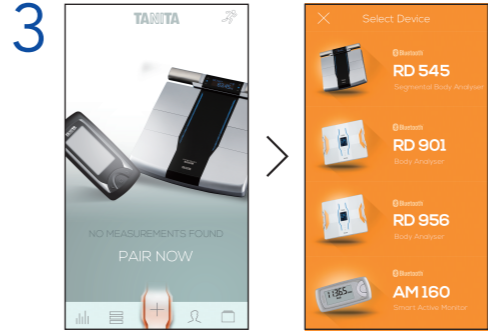 3
TANITA
NO MEASUREMENTS FOUND
PAIR NOW
Select Device
Bluetooth
RD 545
Segmental Body Analyser
Bluetooth
RD 901
Body Analyser
Bluetooth
RD 956
Body Analyser
Bluetooth
AM 160
Smart Active Monitor